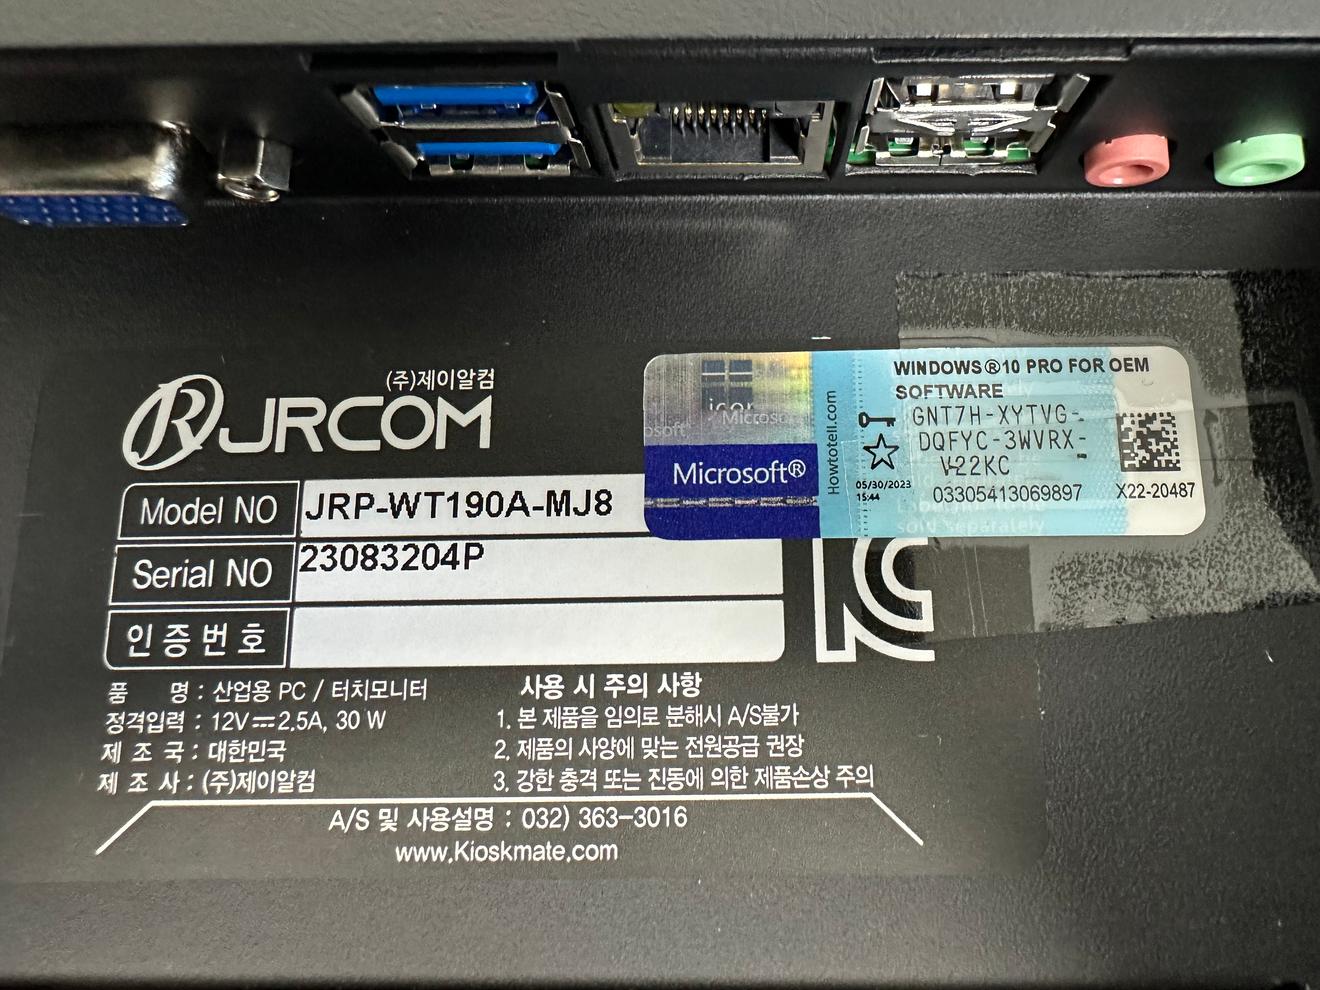 (주)제이알컴
JRCOM
Model NO JRP-WT190A-MJ8
Serial NO 23083204P
인증번호
품 명 : 산업용 PC / 터치모니터
정격입력 : 12V⎓2.5A, 30 W
제 조 국 : 대한민국
제 조 사 : (주)제이알컴
사용 시 주의 사항
1. 본 제품을 임의로 분해시 A/S불가
2. 제품의 사양에 맞는 전원공급 권장
3. 강한 충격 또는 진동에 의한 제품손상 주의
A/S 및 사용설명 : 032) 363-3016
www.Kioskmate.com
Microsoft
Microsoft®
Howtotell.com
05/30/2023
15:44
WINDOWS®10 PRO FOR OEM
SOFTWARE
GNT7H-XYTVG-
DQFYC-3WVRX-
V22KC
03305413069897
X22-20487
sold separately